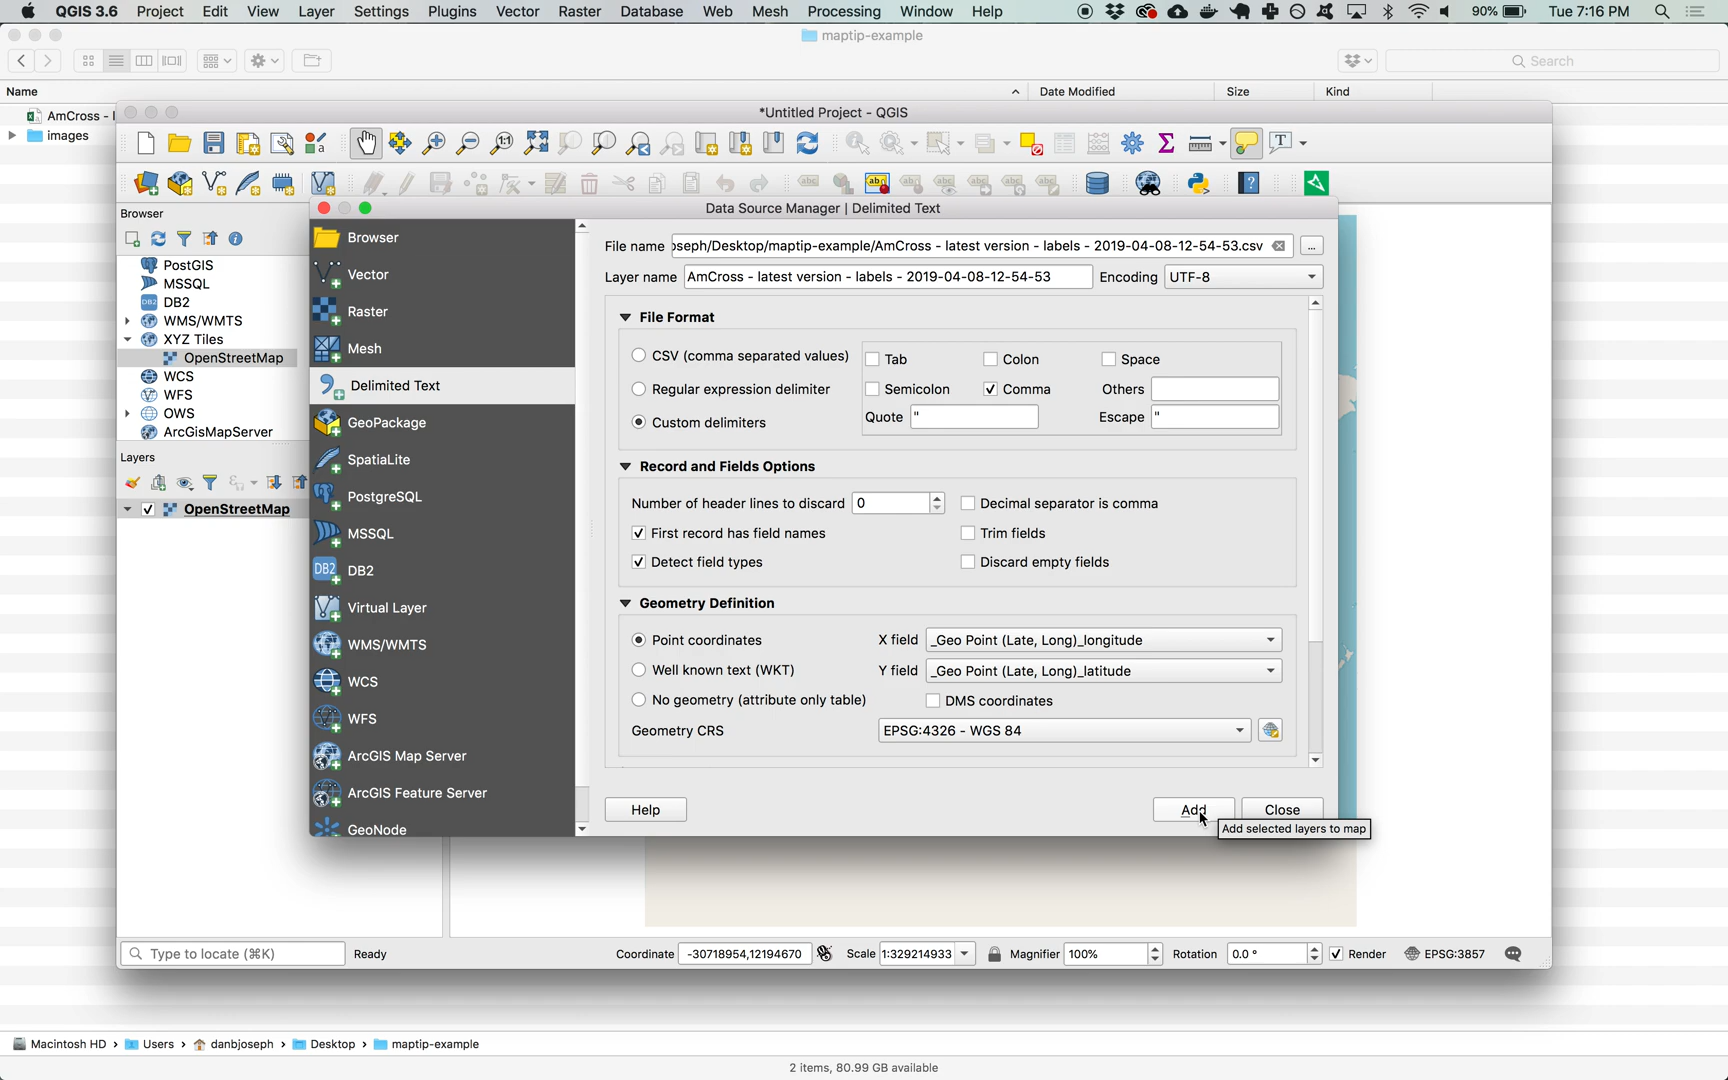 QGIS 3.6 Project Edit View Layer Settings Plugins Vector Raster Database Web Mesh Processing Window Help 90% Tue 7:16 PM
maptip-example
Search
Name Date Modified Size Kind
AmCross -
images
*Untitled Project - QGIS
Browser
PostGIS
MSSQL
DB2
WMS/WMTS
XYZ Tiles
OpenStreetMap
WCS
WFS
OWS
ArcGisMapServer
Layers
OpenStreetMap
Data Source Manager | Delimited Text
Browser
Vector
Raster
Mesh
Delimited Text
GeoPackage
SpatiaLite
PostgreSQL
MSSQL
DB2
Virtual Layer
WMS/WMTS
WCS
WFS
ArcGIS Map Server
ArcGIS Feature Server
GeoNode
File name oseph/Desktop/maptip-example/AmCross - latest version - labels - 2019-04-08-12-54-53.csv ...
Layer name AmCross - latest version - labels - 2019-04-08-12-54-53 Encoding UTF-8
File Format
CSV (comma separated values) Tab Colon Space
Regular expression delimiter Semicolon Comma Others
Custom delimiters Quote " Escape "
Record and Fields Options
Number of header lines to discard 0 Decimal separator is comma
First record has field names Trim fields
Detect field types Discard empty fields
Geometry Definition
Point coordinates X field _Geo Point (Late, Long)_longitude
Well known text (WKT) Y field _Geo Point (Late, Long)_latitude
No geometry (attribute only table) DMS coordinates
Geometry CRS EPSG:4326 - WGS 84
Help Add Close
Add selected layers to map
Type to locate (⌘K) Ready Coordinate -30718954,12194670 Scale 1:329214933 Magnifier 100% Rotation 0.0 ° Render EPSG:3857
Macintosh HD › Users › danbjoseph › Desktop › maptip-example
2 items, 80.99 GB available